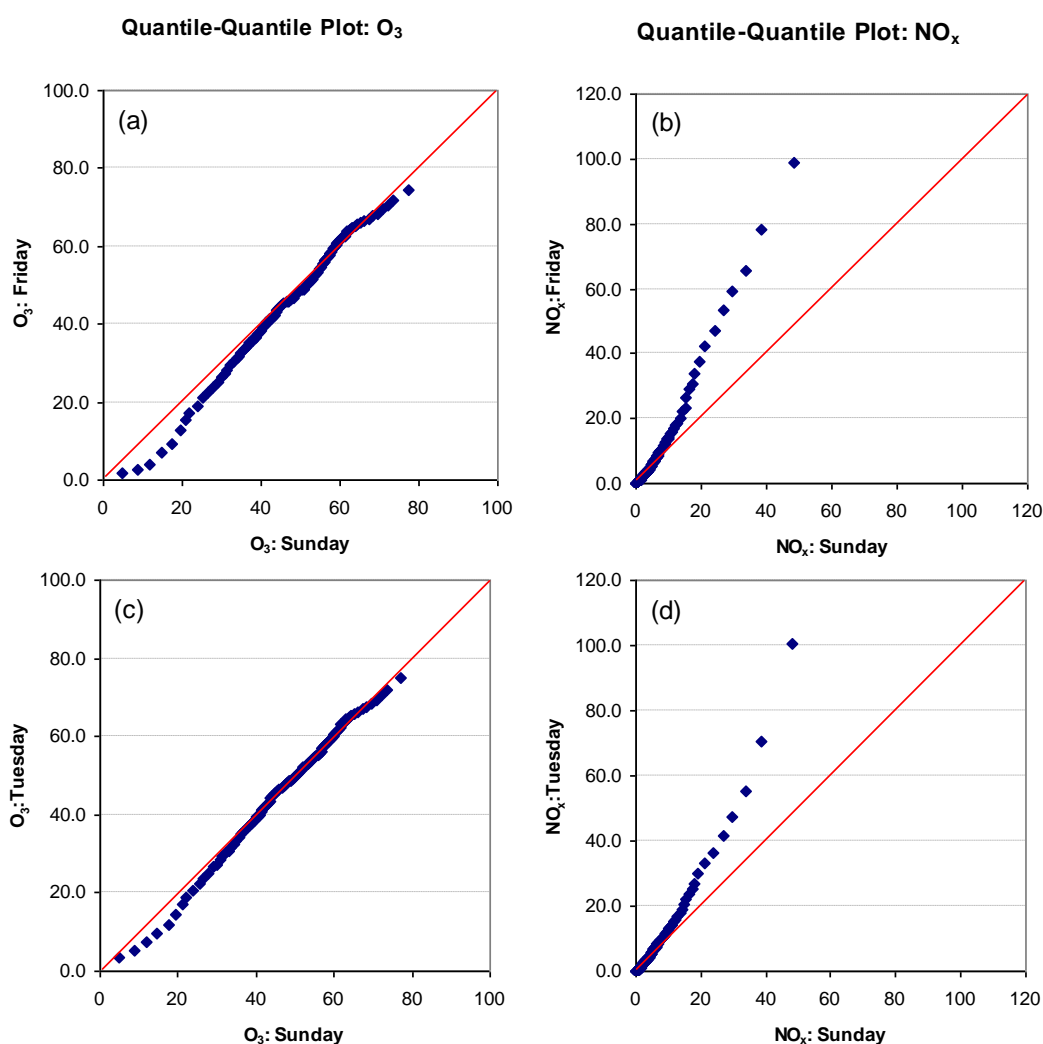 Quantile-Quantile Plot: O₃
Quantile-Quantile Plot: NOₓ
(a)
O₃: Friday
100.0
80.0
60.0
40.0
20.0
0.0
0 20 40 60 80 100
O₃: Sunday
(b)
NOₓ:Friday
120.0
100.0
80.0
60.0
40.0
20.0
0.0
0 20 40 60 80 100 120
NOₓ: Sunday
(c)
O₃:Tuesday
100.0
80.0
60.0
40.0
20.0
0.0
0 20 40 60 80 100
O₃: Sunday
(d)
NOₓ:Tuesday
120.0
100.0
80.0
60.0
40.0
20.0
0.0
0 20 40 60 80 100 120
NOₓ: Sunday